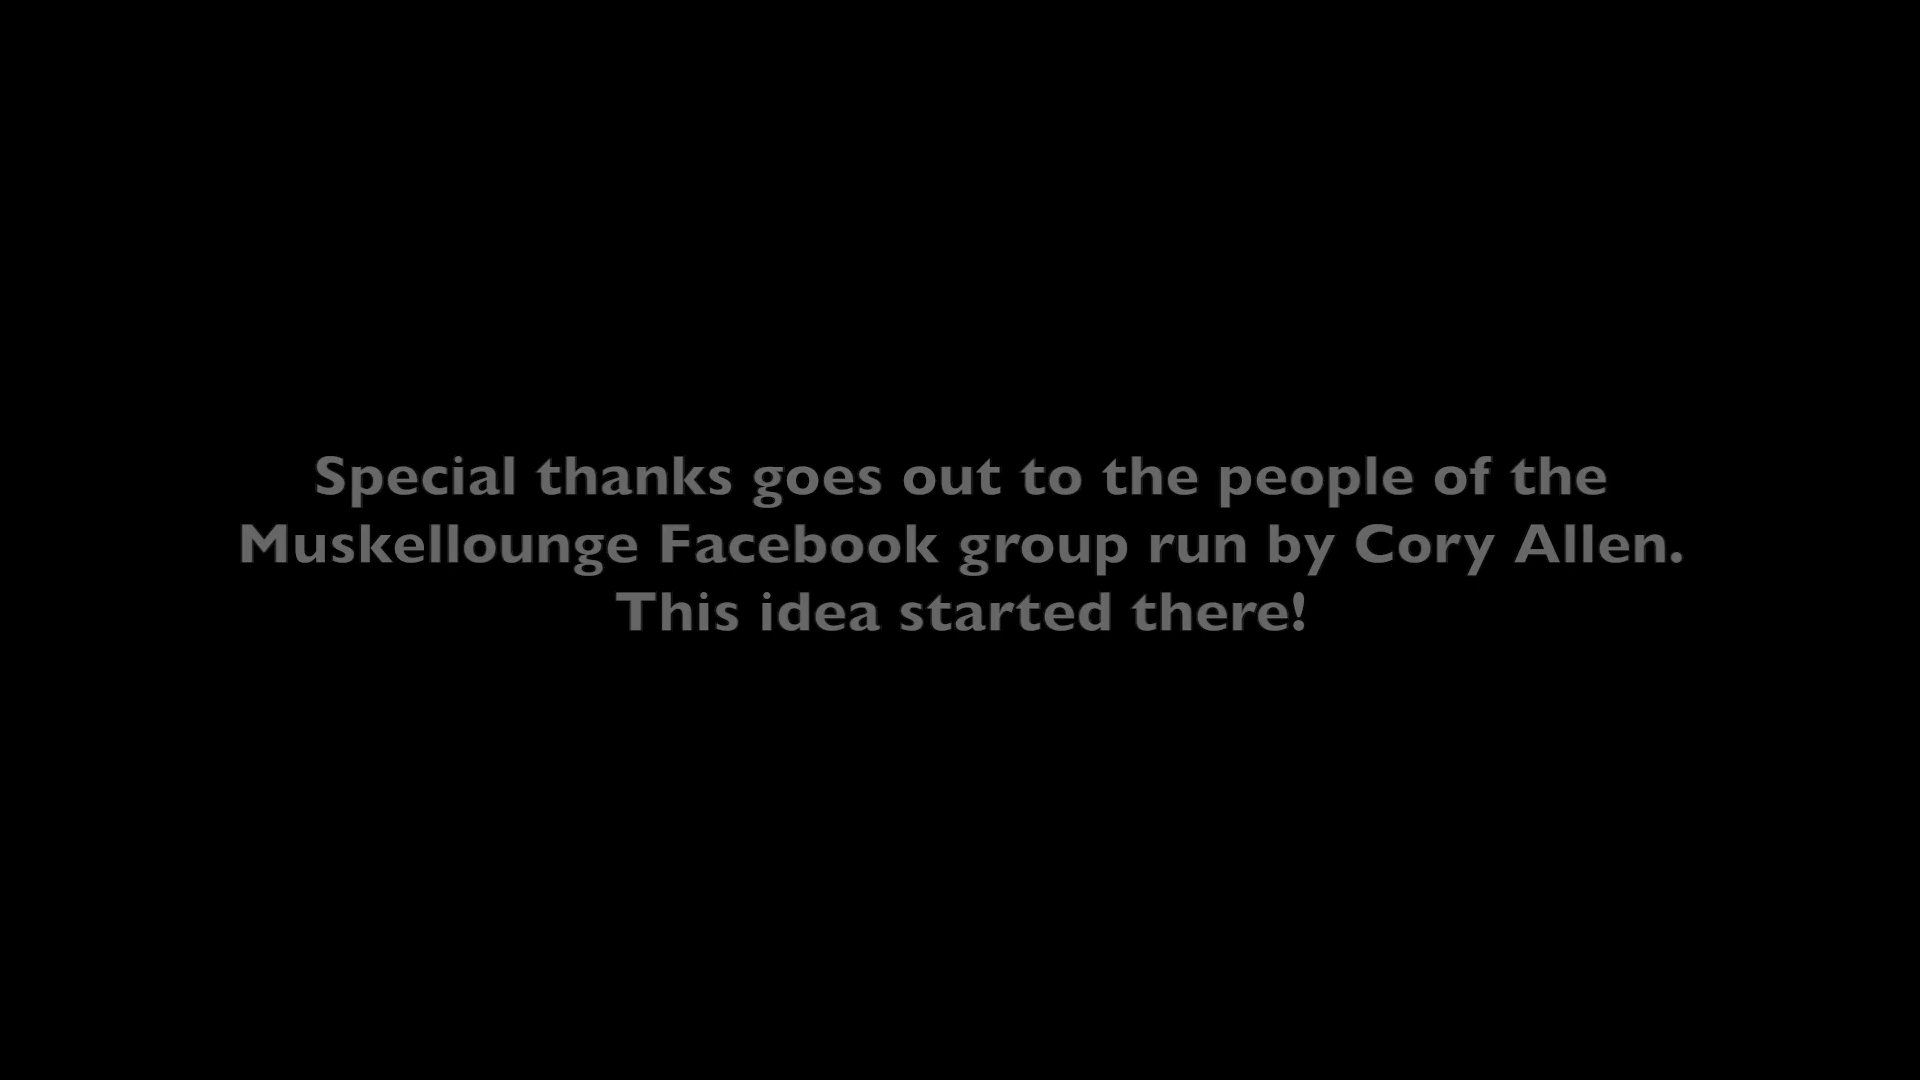 Special thanks goes out to the people of the
Muskellounge Facebook group run by Cory Allen.
This idea started there!